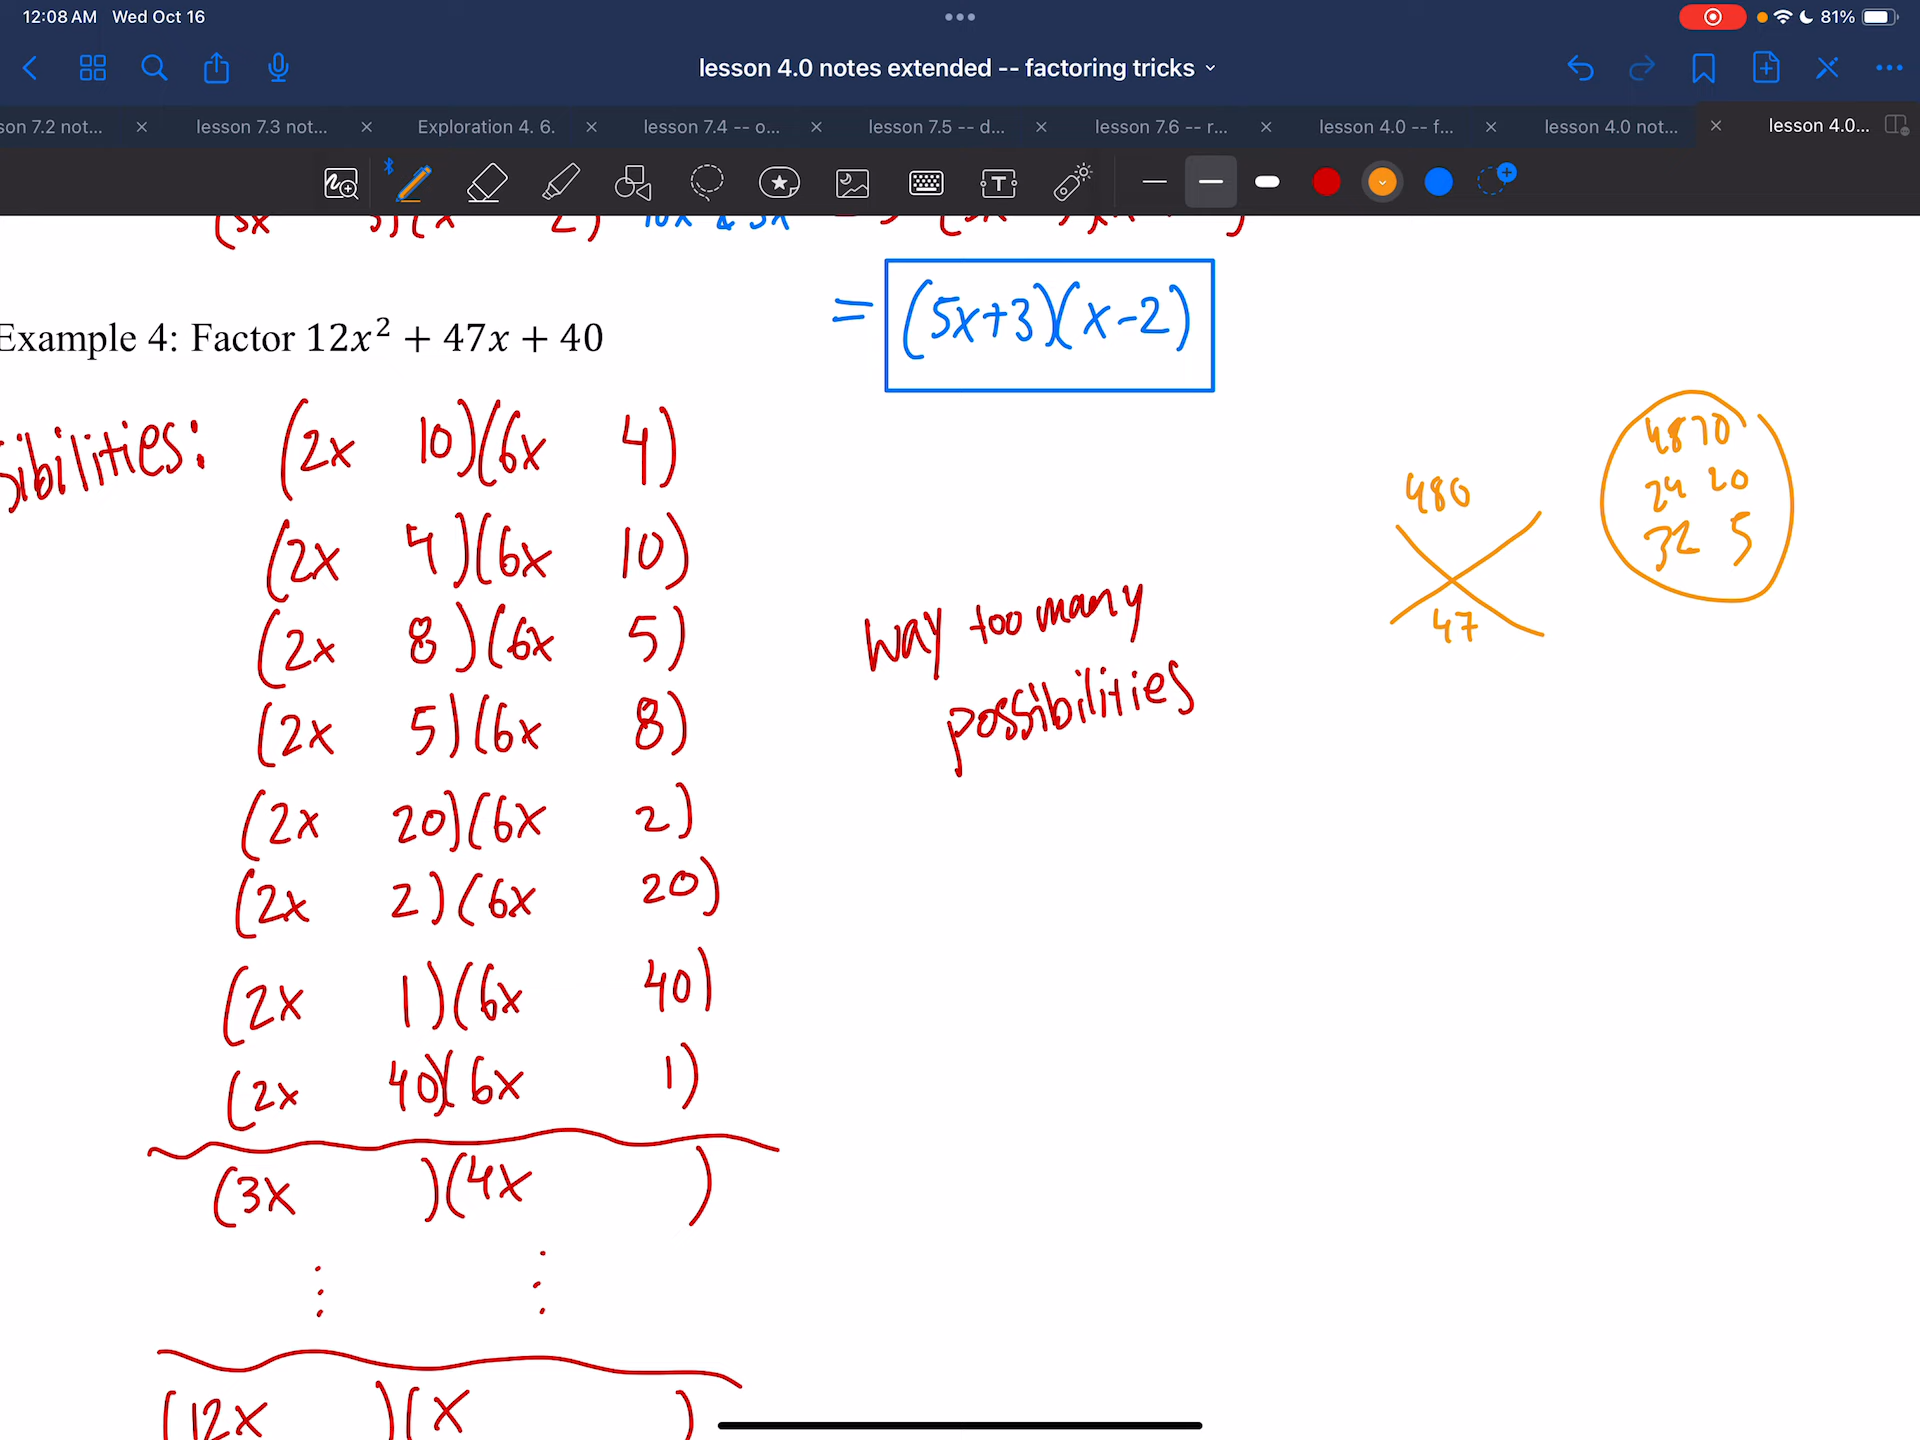 12:08 AM Wed Oct 16
81%
lesson 4.0 notes extended -- factoring tricks
son 7.2 not... lesson 7.3 not... Exploration 4. 6. lesson 7.4 -- o... lesson 7.5 -- d... lesson 7.6 -- r... lesson 4.0 -- f... lesson 4.0 not... lesson 4.0...
= (5x+3)(x-2)
Example 4: Factor 12x² + 47x + 40
sibilities: (2x 10)(6x 4)
(2x 4)(6x 10)
(2x 8)(6x 5)
(2x 5)(6x 8)
(2x 20)(6x 2)
(2x 2)(6x 20)
(2x 1)(6x 40)
(2x 40)(6x 1)
(3x )(4x )
(12x )(x )
way too many
possibilities
480
47
48 10
24 20
32 5